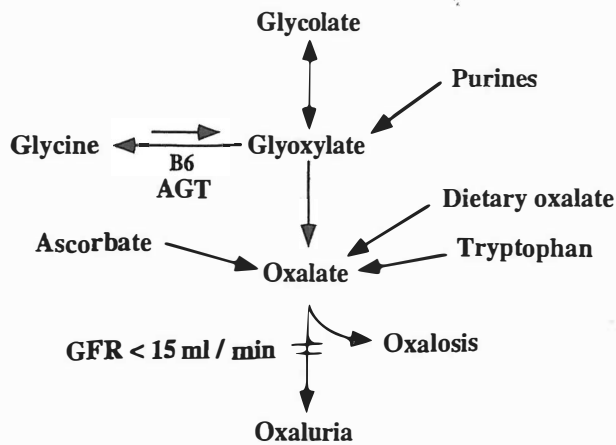 Glycolate
Purines
Glycine
Glyoxylate
B6
AGT
Dietary oxalate
Ascorbate
Tryptophan
Oxalate
GFR < 15 ml / min
Oxalosis
Oxaluria